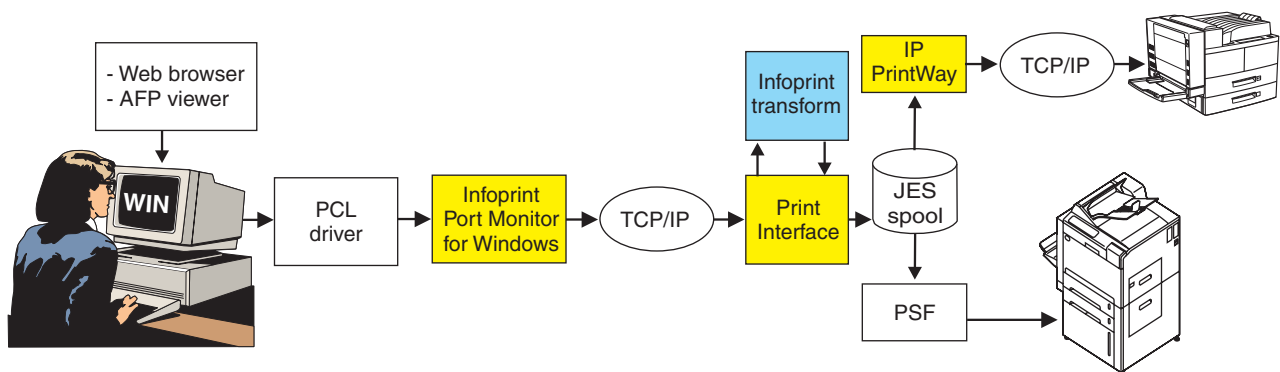 - Web browser
- AFP viewer
WIN
PCL
driver
Infoprint
Port Monitor
for Windows
TCP/IP
Infoprint
transform
Print
Interface
JES
spool
IP
PrintWay
TCP/IP
PSF